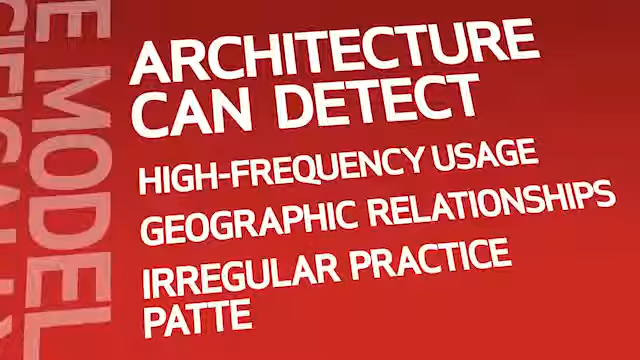 ARCHITECTURE
CAN DETECT
HIGH-FREQUENCY USAGE
GEOGRAPHIC RELATIONSHIPS
IRREGULAR PRACTICE
PATTE
E MODEL